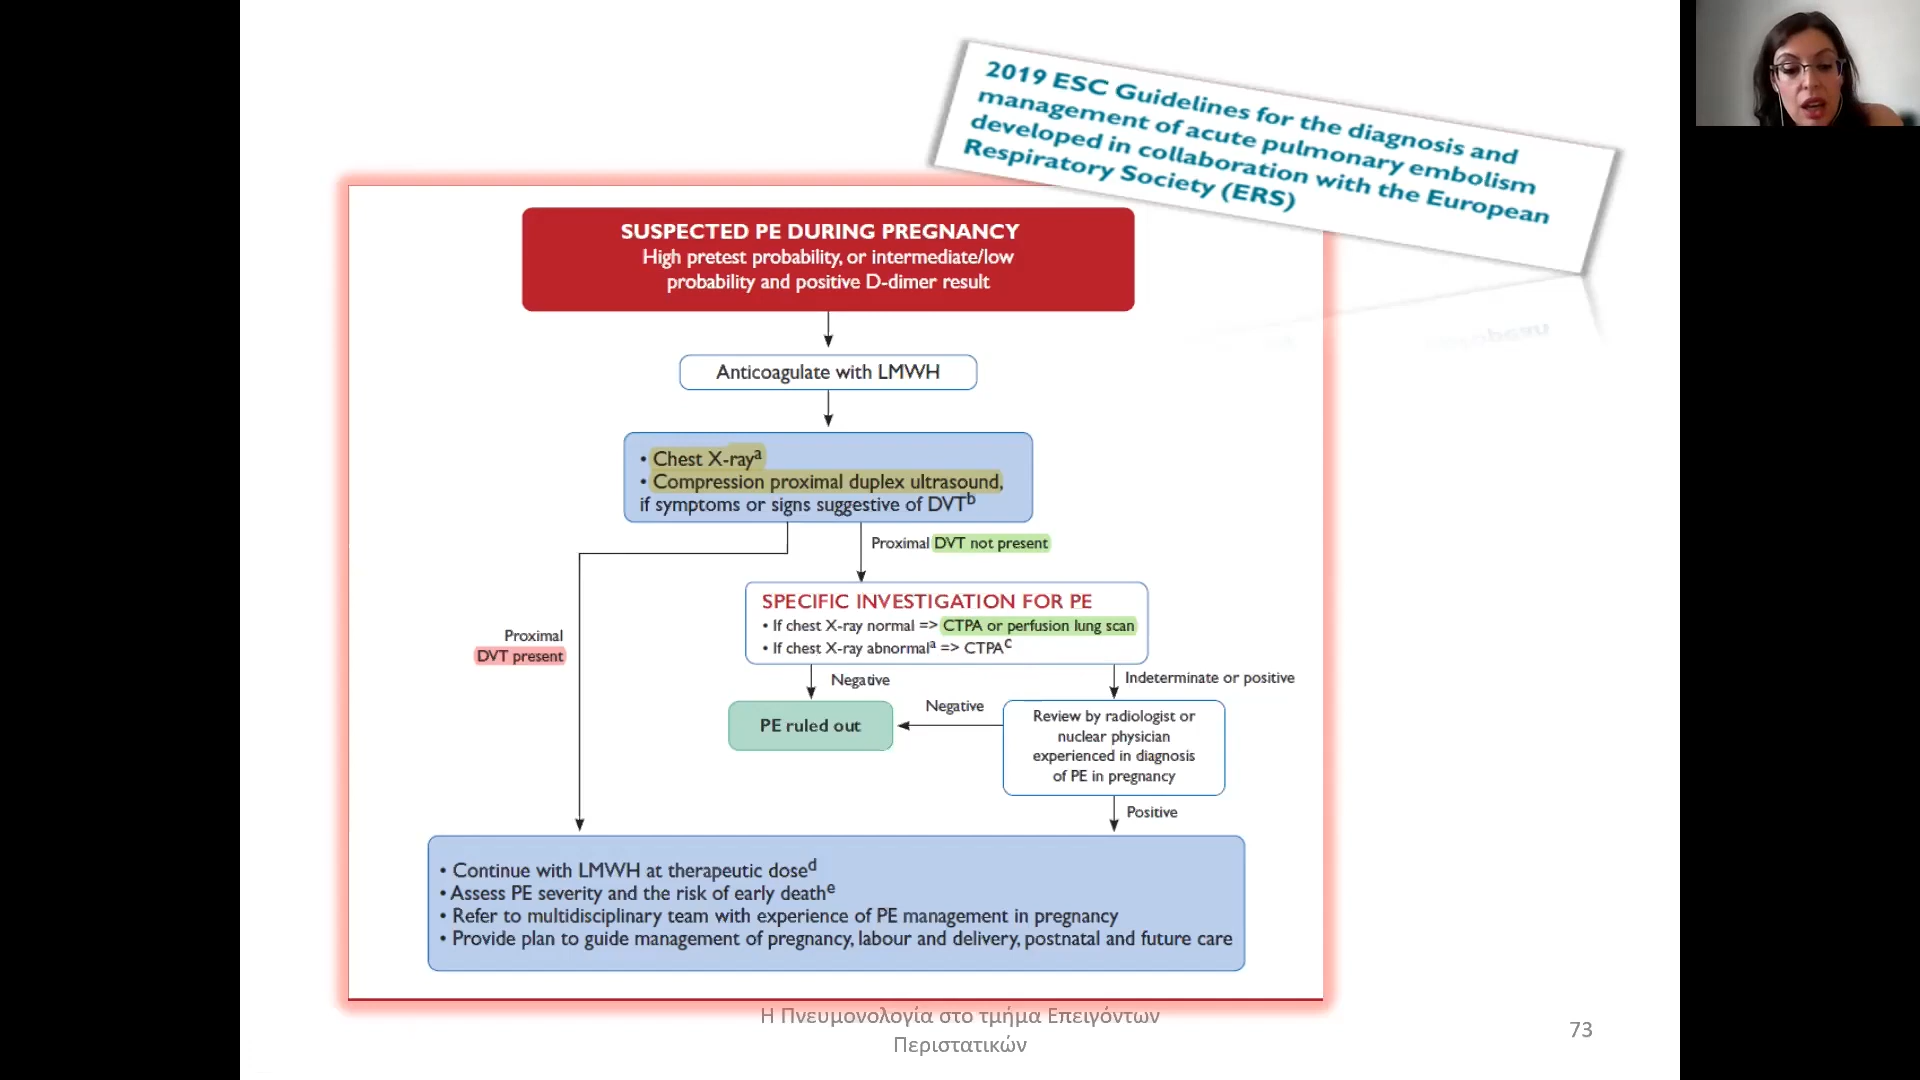 2019 ESC Guidelines for the diagnosis and
management of acute pulmonary embolism
developed in collaboration with the European
Respiratory Society (ERS)
SUSPECTED PE DURING PREGNANCY
High pretest probability, or intermediate/low
probability and positive D-dimer result
Anticoagulate with LMWH
• Chest X-rayᵃ
• Compression proximal duplex ultrasound,
if symptoms or signs suggestive of DVTᵇ
Proximal DVT not present
SPECIFIC INVESTIGATION FOR PE
• If chest X-ray normal => CTPA or perfusion lung scan
• If chest X-ray abnormalᵃ => CTPAᶜ
Proximal
DVT present
Negative
Indeterminate or positive
PE ruled out
Negative
Review by radiologist or
nuclear physician
experienced in diagnosis
of PE in pregnancy
Positive
• Continue with LMWH at therapeutic doseᵈ
• Assess PE severity and the risk of early deathᵉ
• Refer to multidisciplinary team with experience of PE management in pregnancy
• Provide plan to guide management of pregnancy, labour and delivery, postnatal and future care
Η Πνευμονολογία στο τμήμα Επειγόντων
Περιστατικών
73